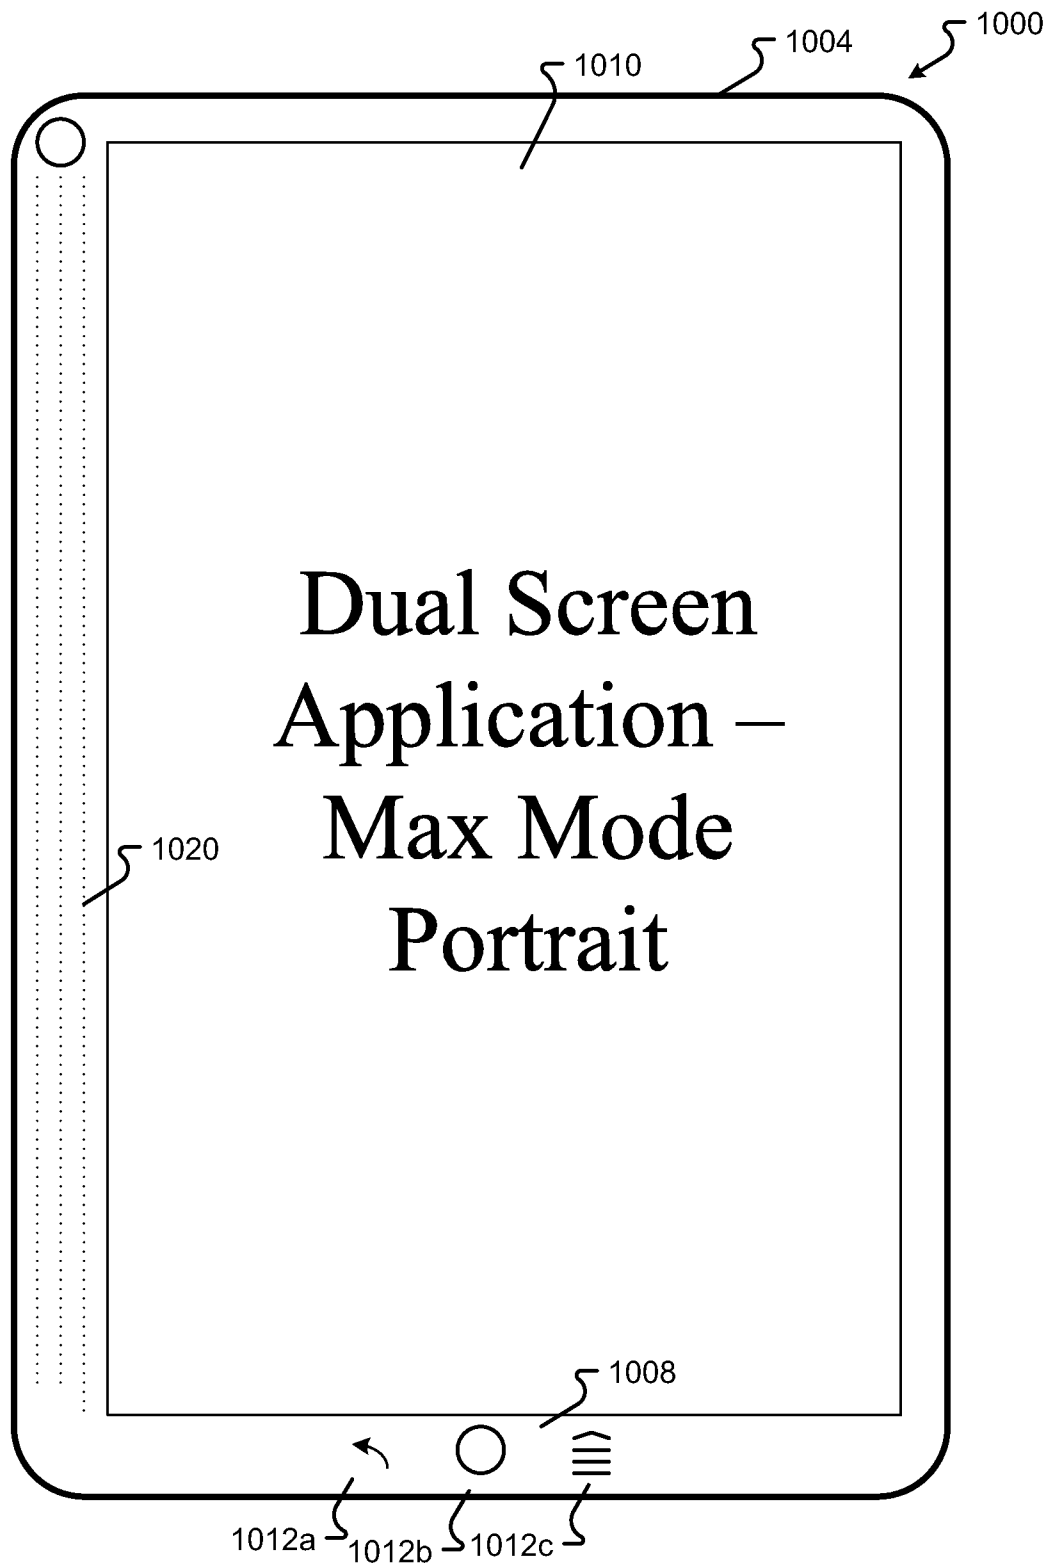 1000
1004
1010
Dual Screen
Application –
Max Mode
Portrait
1020
1008
1012a
1012b
1012c